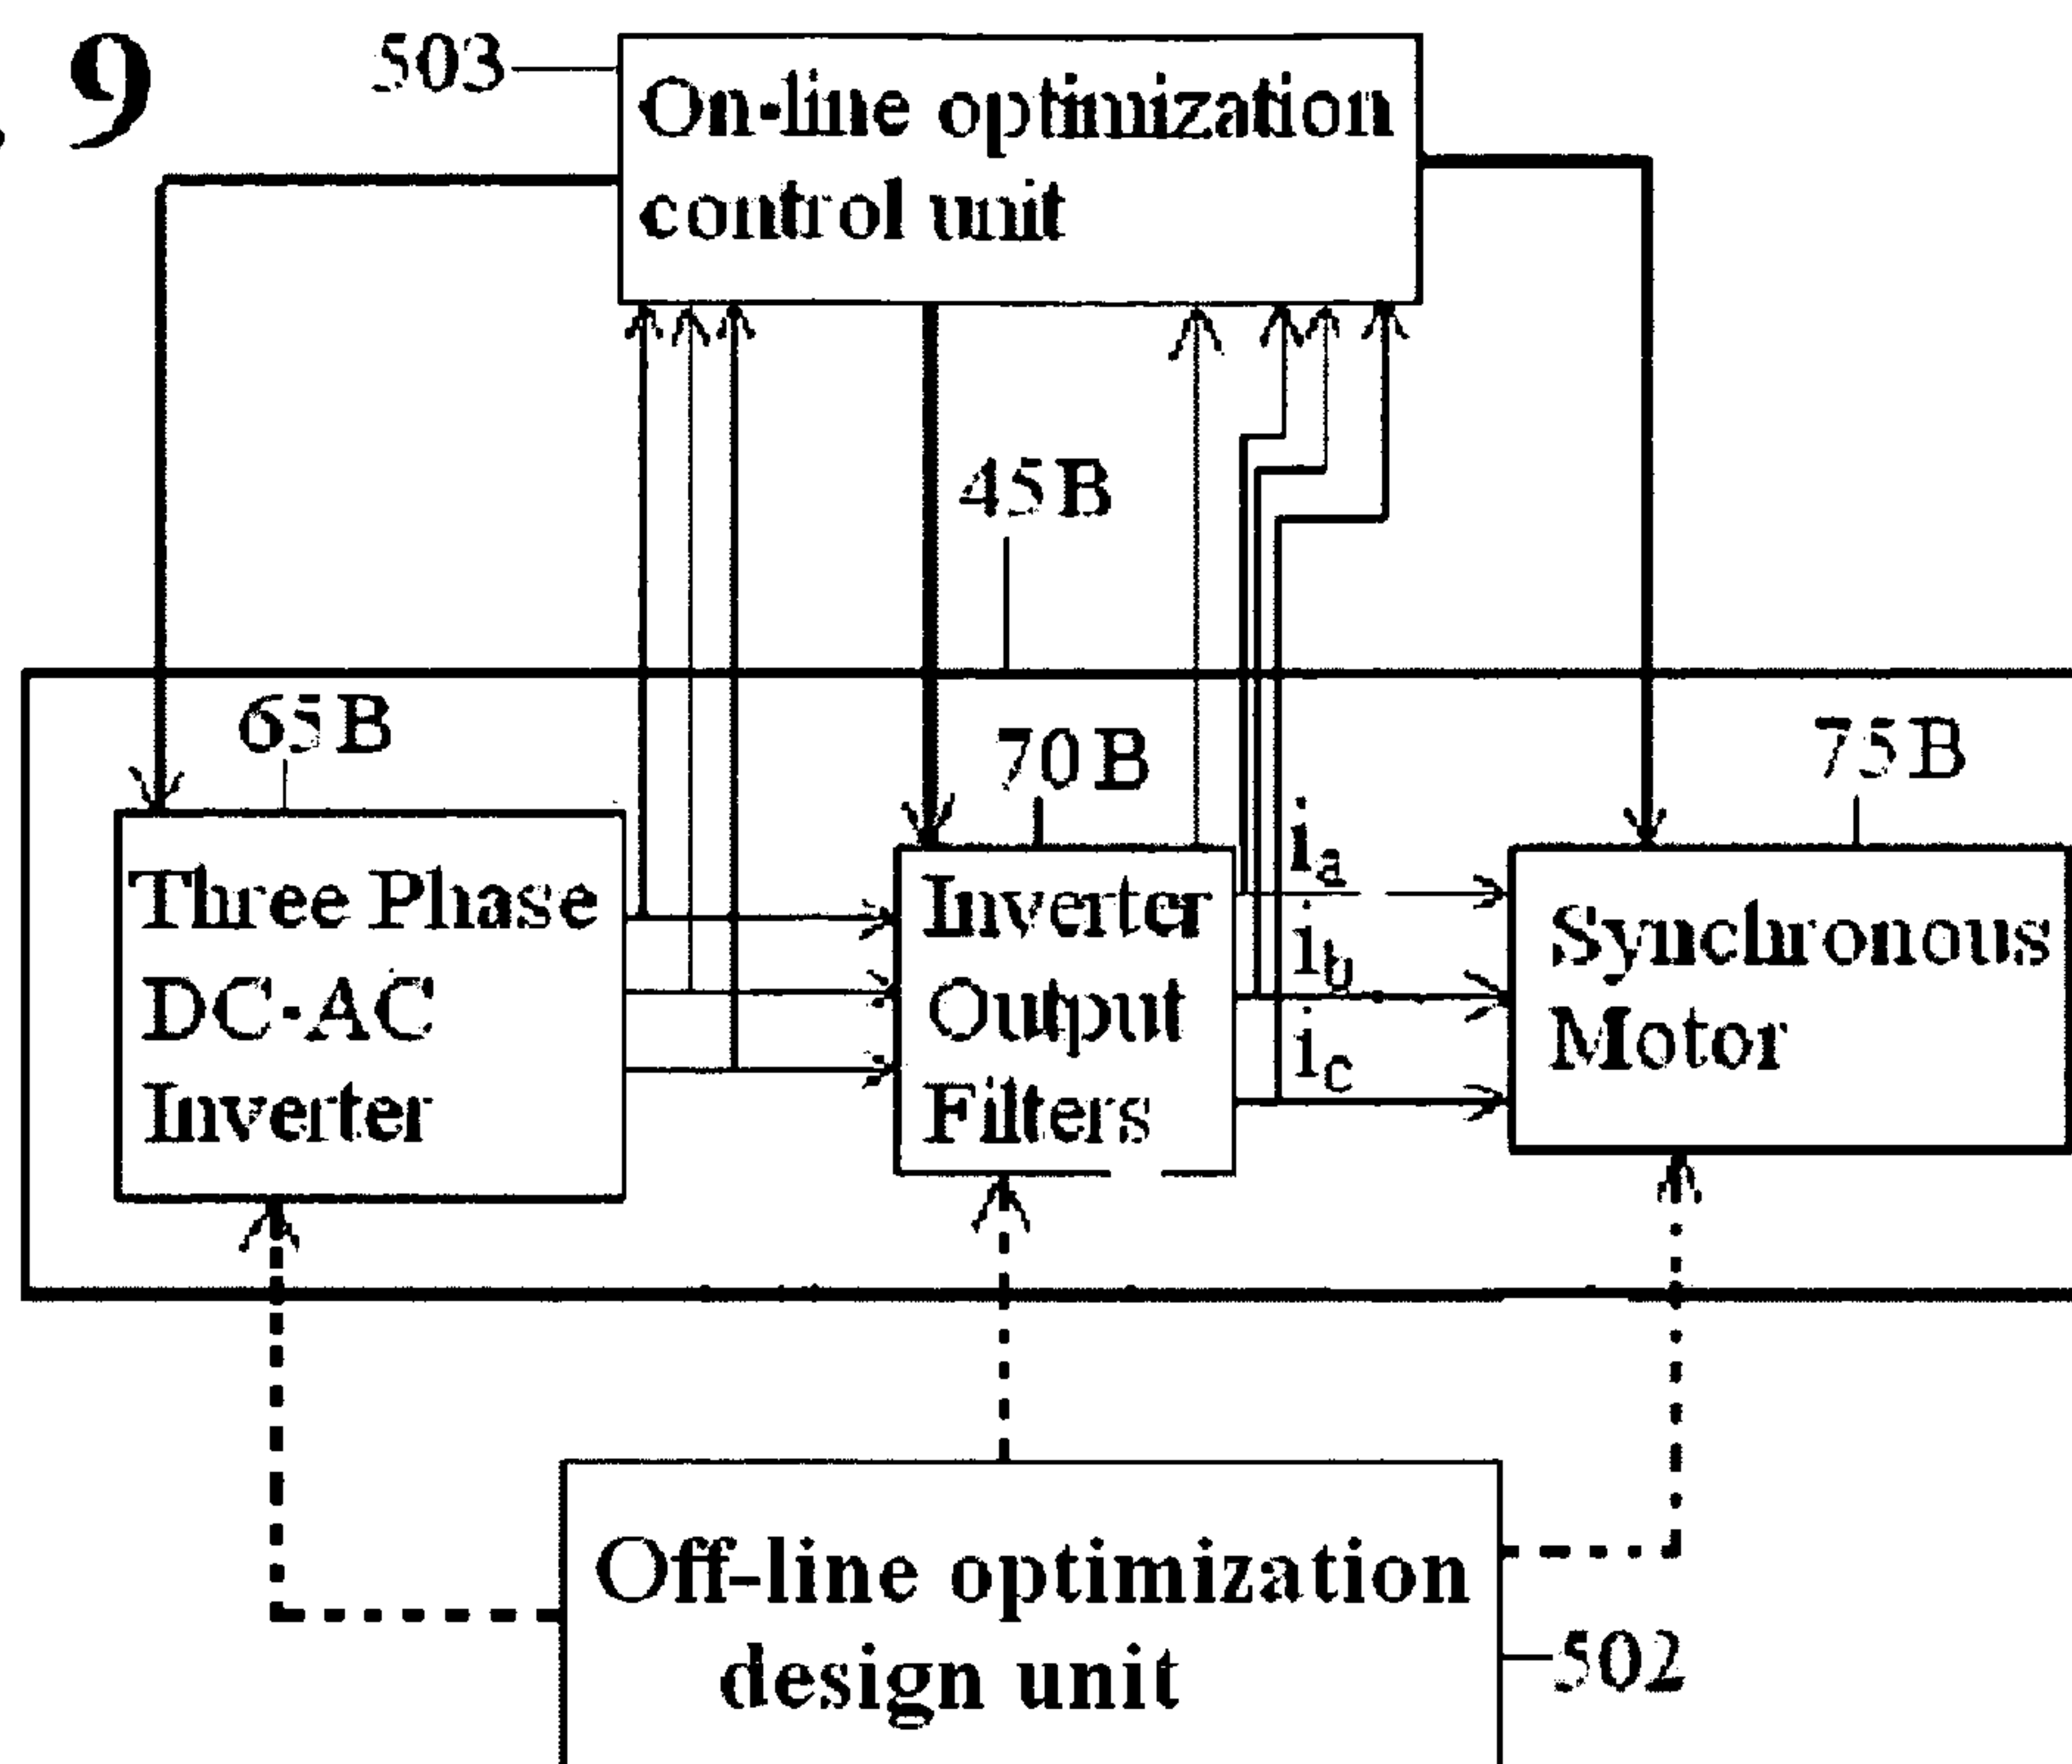 9
503
On-line optimization
control unit
45B
65B
70B
75B
Three Phase
DC-AC
Inverter
Inverter
Output
Filters
ia
ib
ic
Synchronous
Motor
Off-line optimization
design unit
502